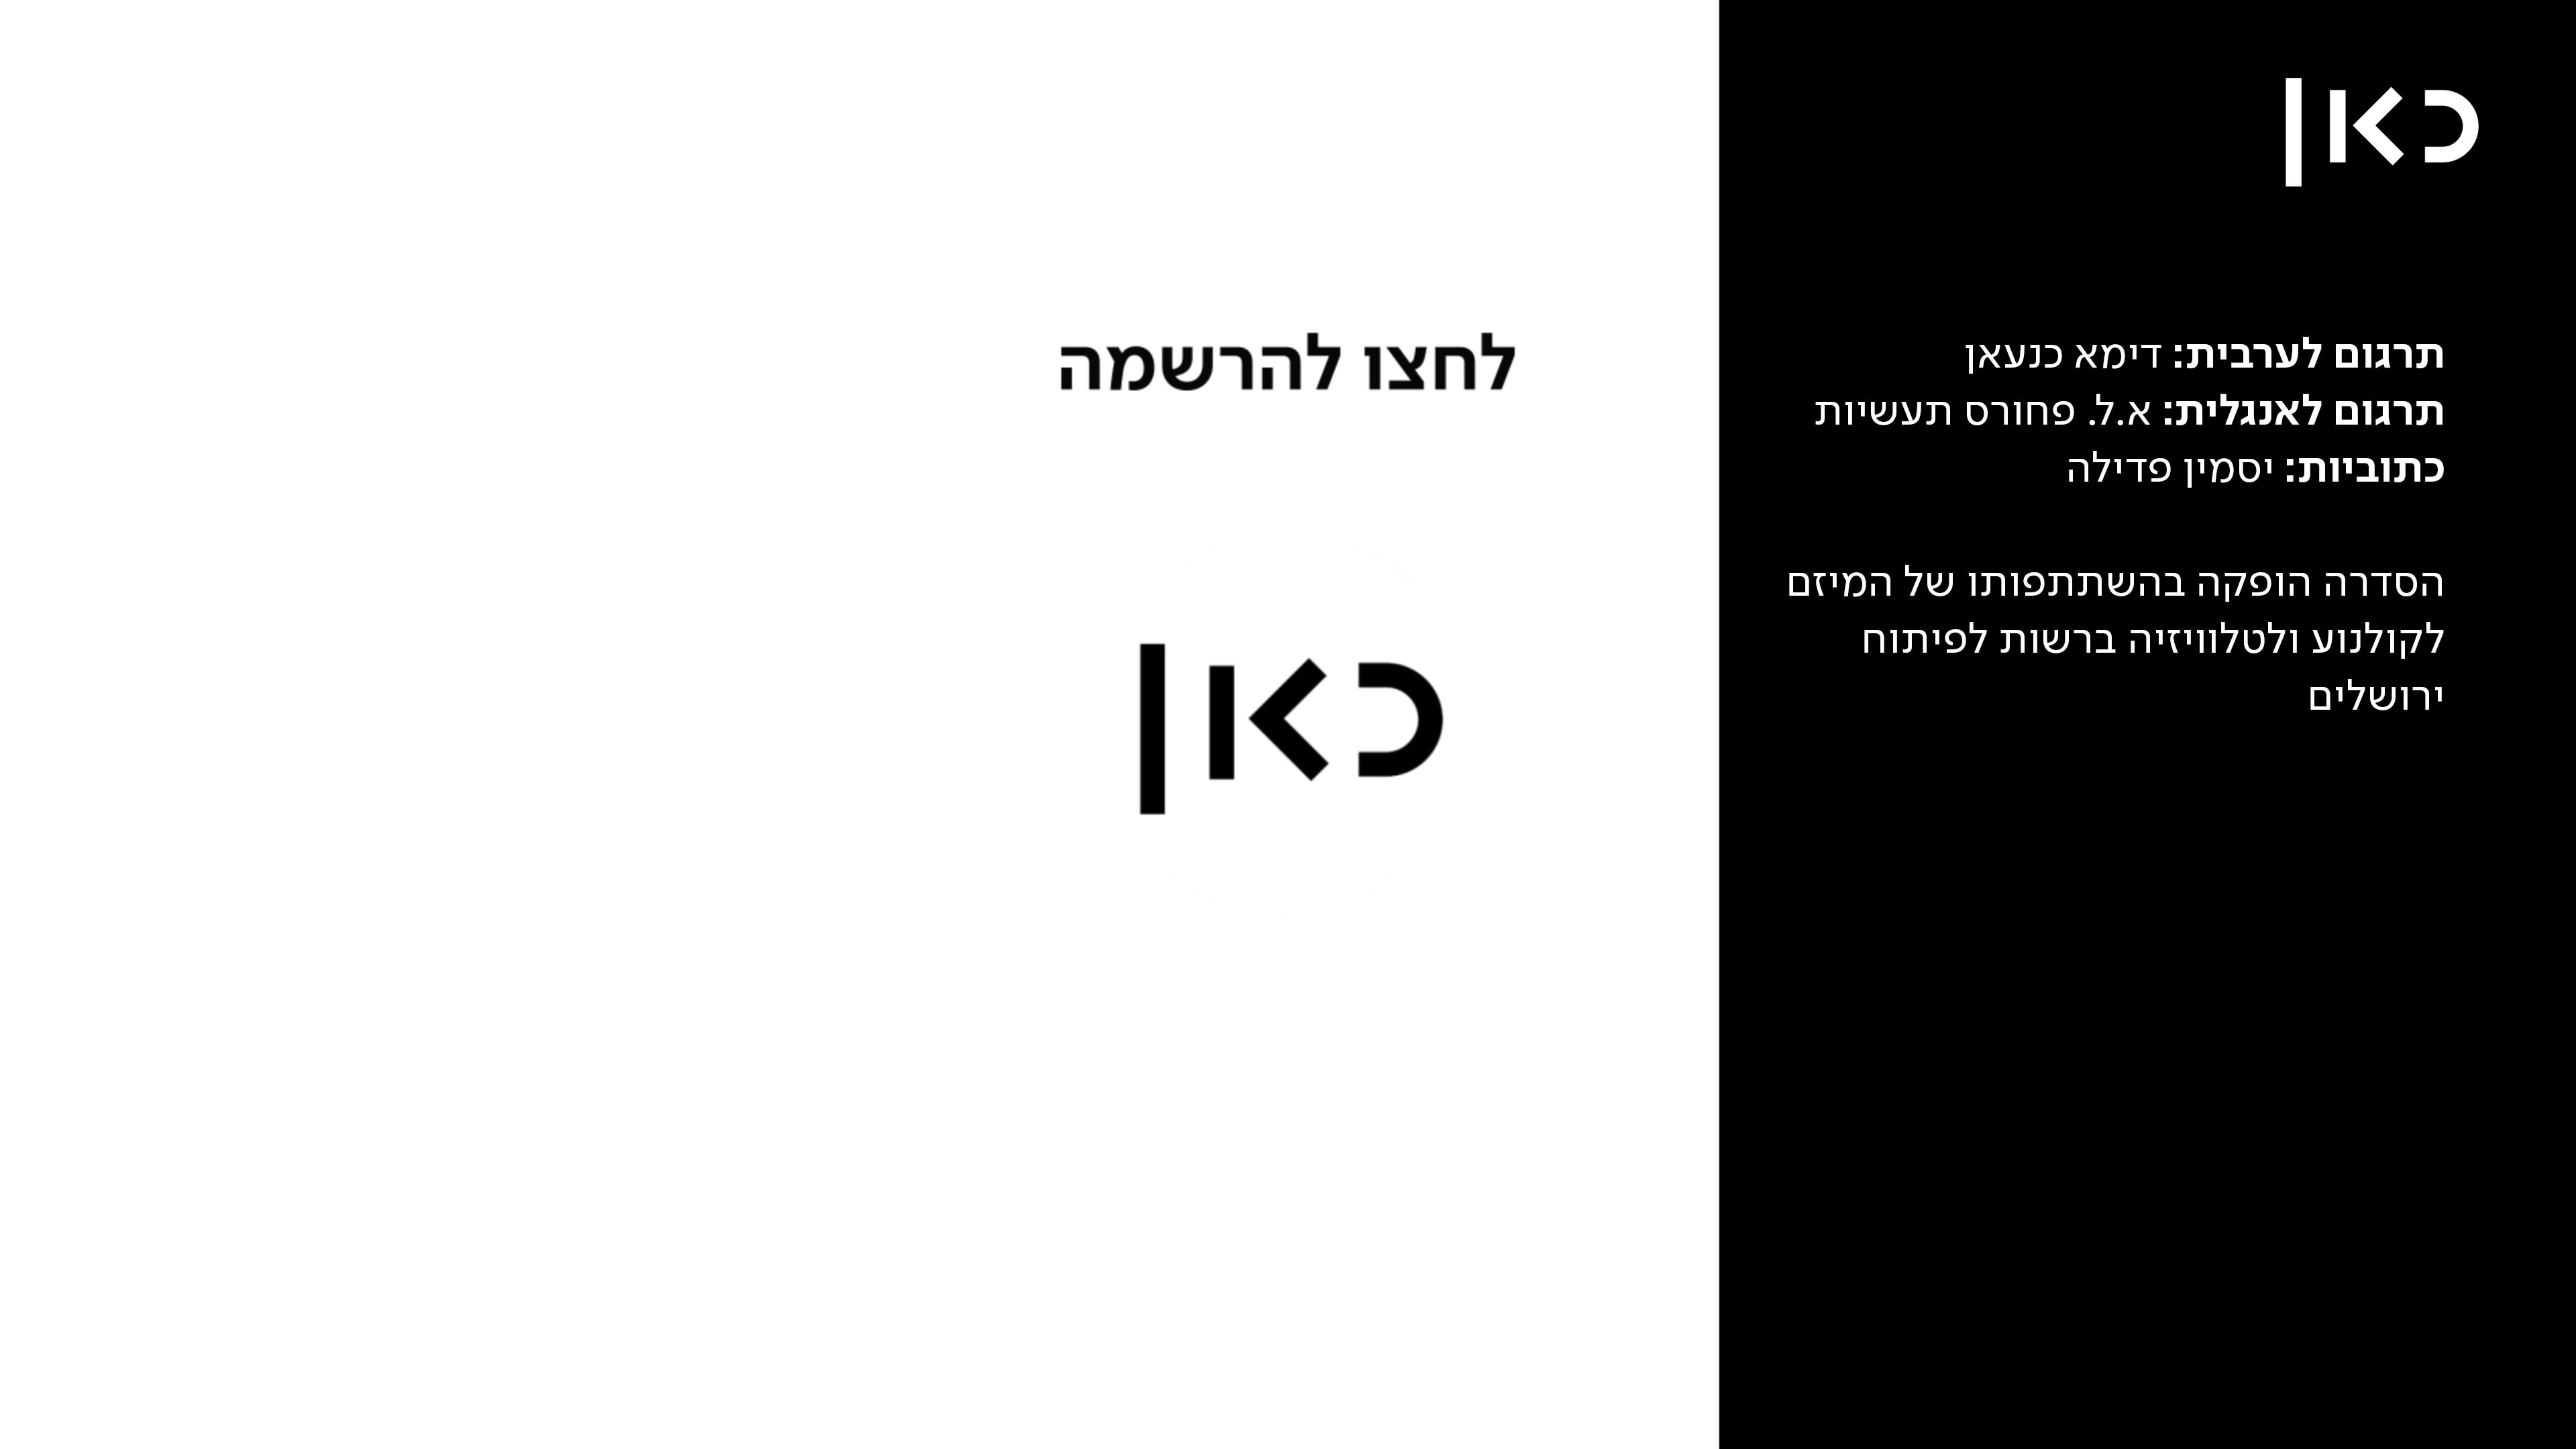 כאן
תרגום לערבית: דימא כנעאן
תרגום לאנגלית: א.ל. פחורס תעשיות
כתוביות: יסמין פדילה
הסדרה הופקה בהשתתפותו של המיזם
לקולנוע ולטלוויזיה ברשות לפיתוח
ירושלים
לחצו להרשמה
כאן